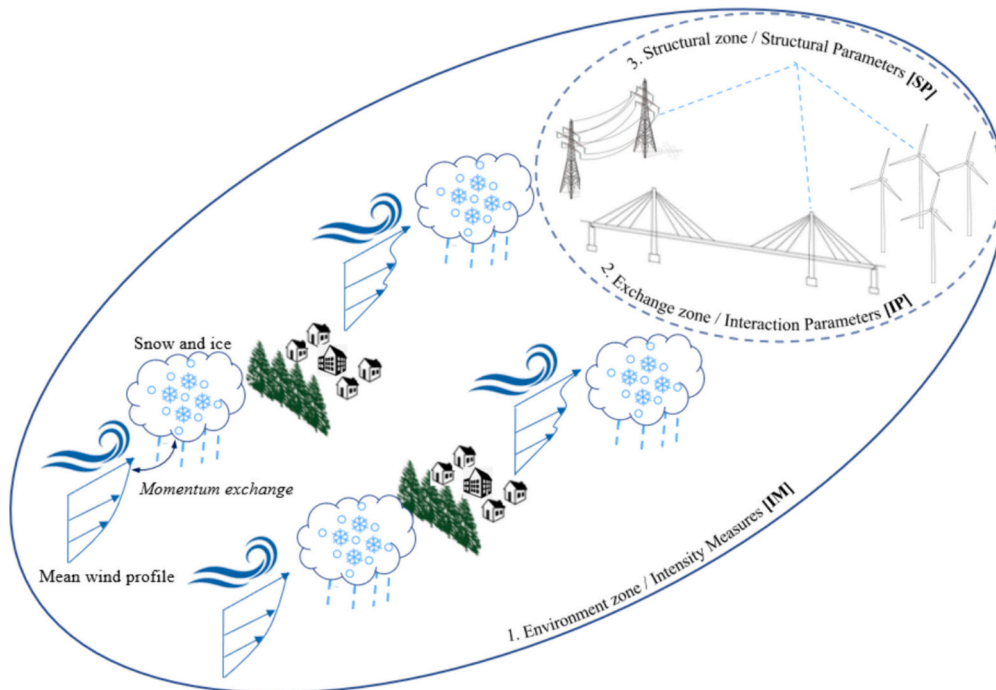 3. Structural zone / Structural Parameters [SP]
2. Exchange zone / Interaction Parameters [IP]
Snow and ice
Momentum exchange
Mean wind profile
1. Environment zone / Intensity Measures [IM]